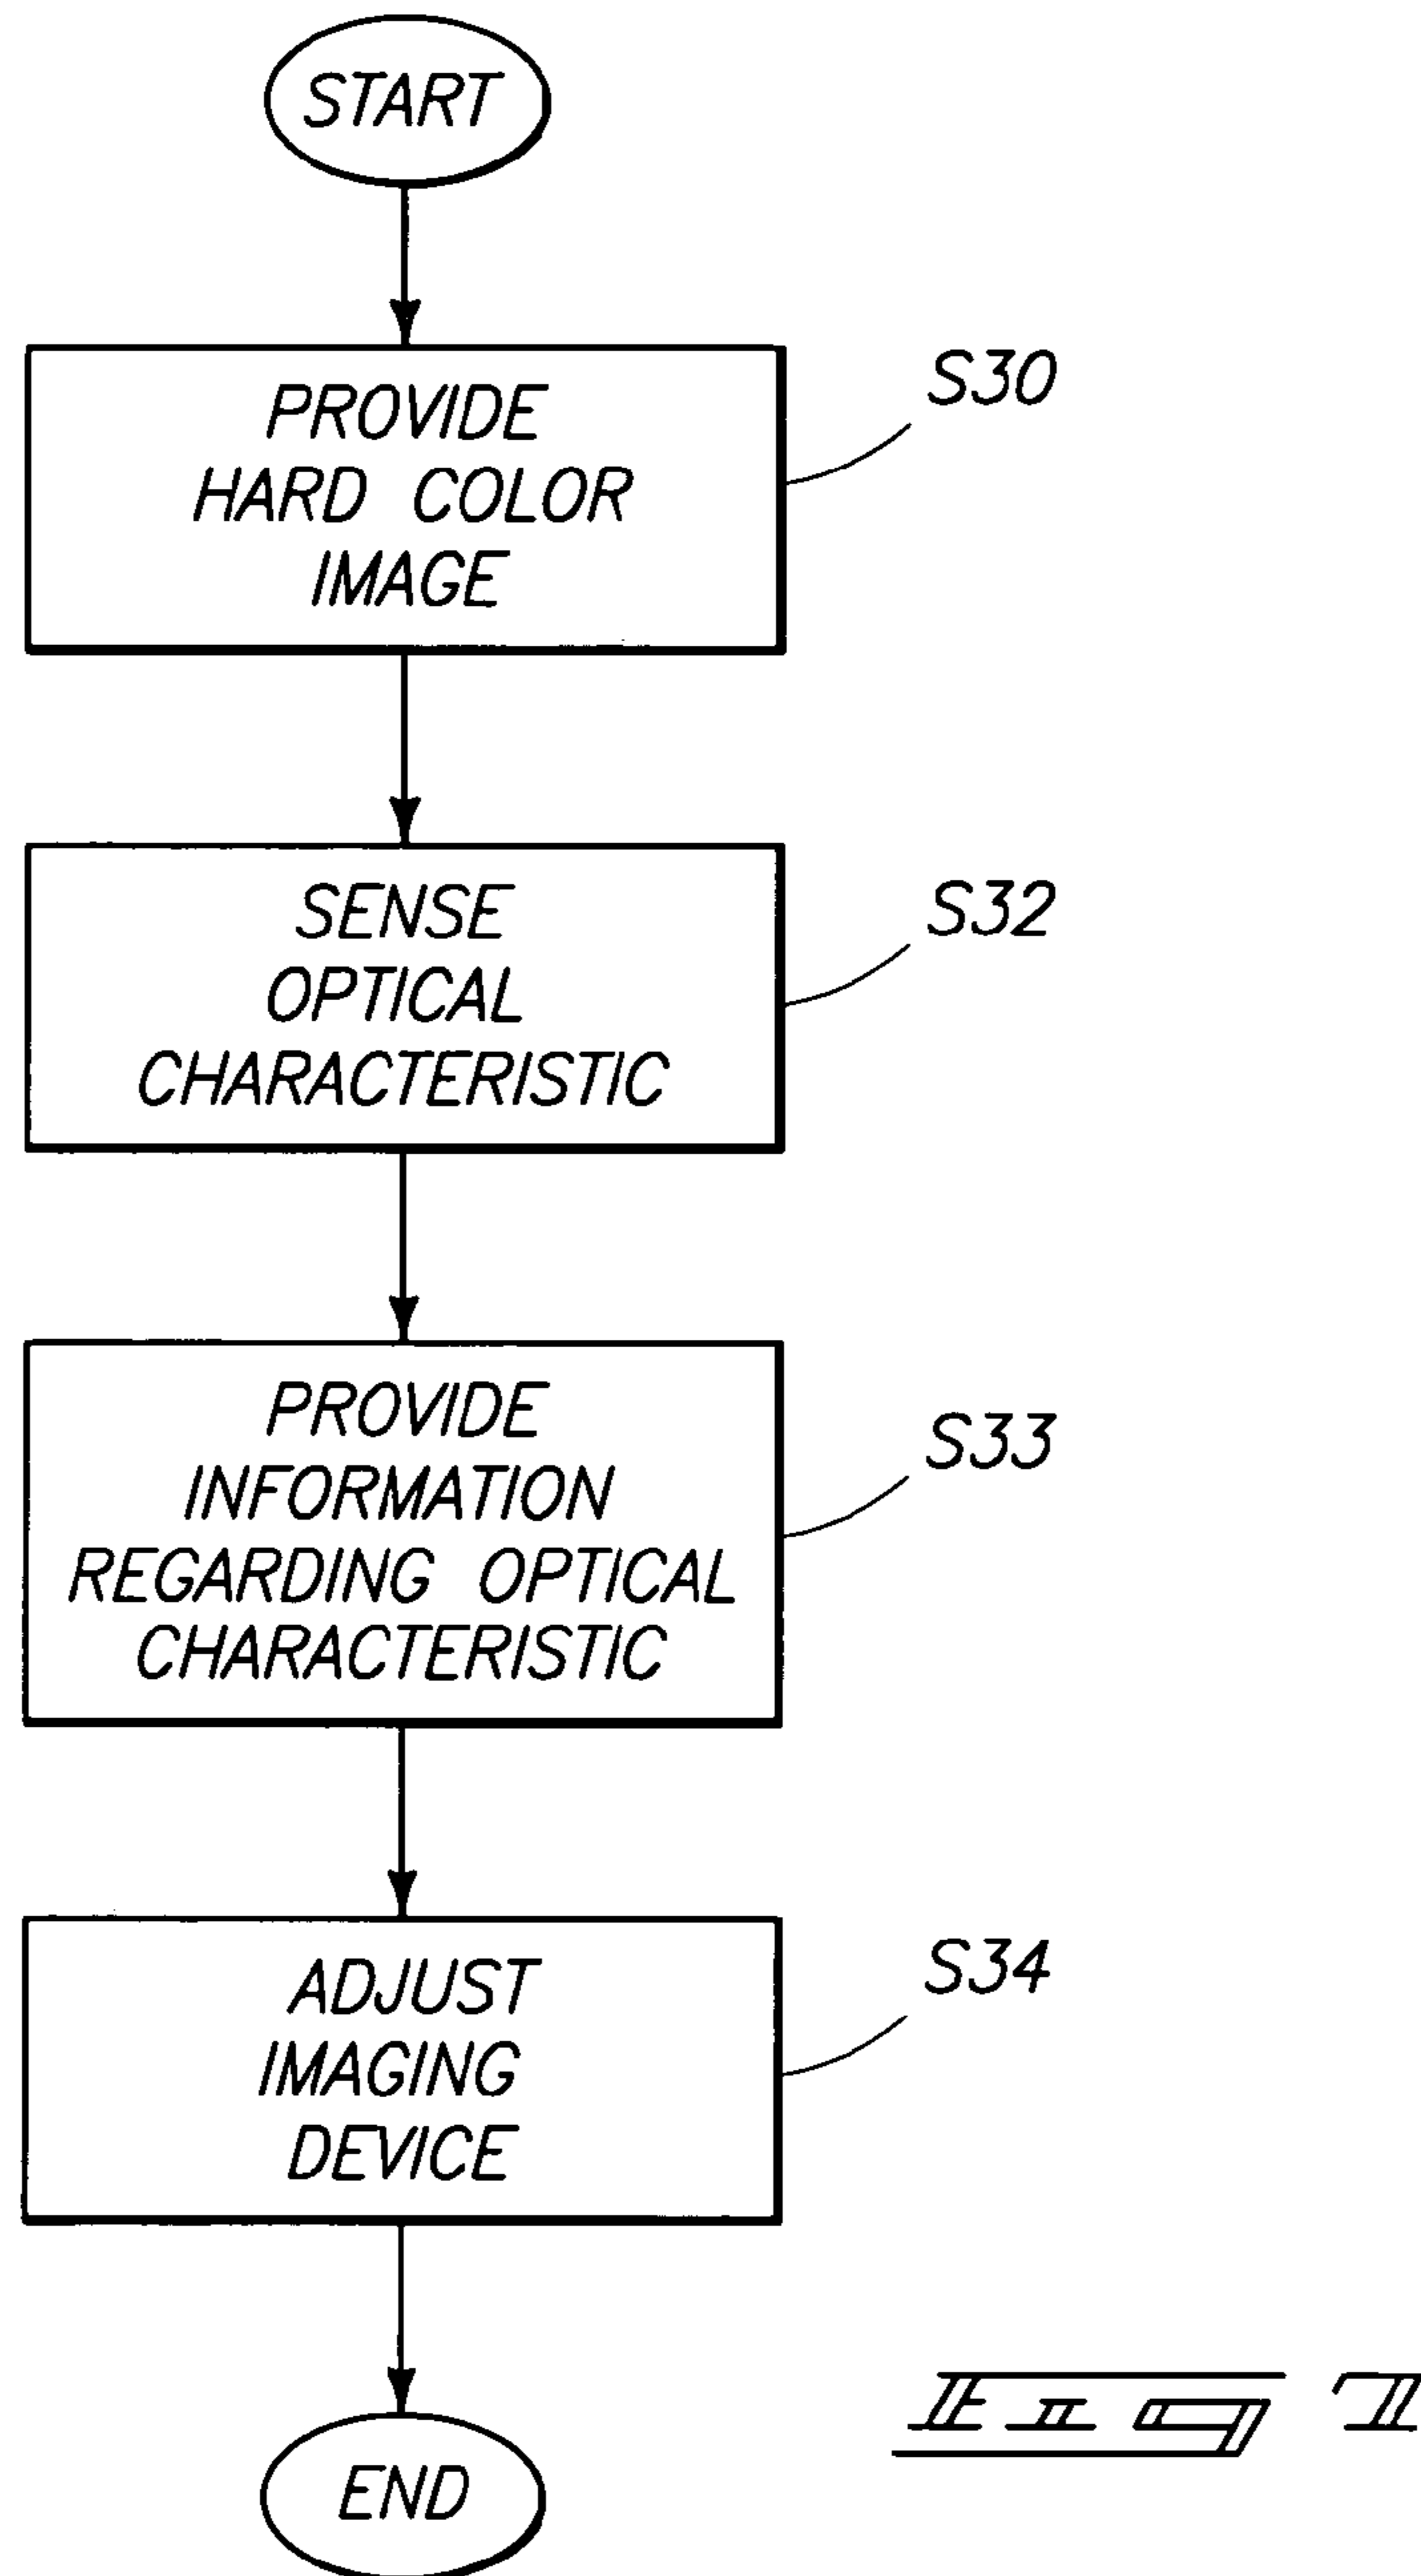 START
PROVIDE
HARD COLOR
IMAGE
S30
SENSE
OPTICAL
CHARACTERISTIC
S32
PROVIDE
INFORMATION
REGARDING OPTICAL
CHARACTERISTIC
S33
ADJUST
IMAGING
DEVICE
S34
END